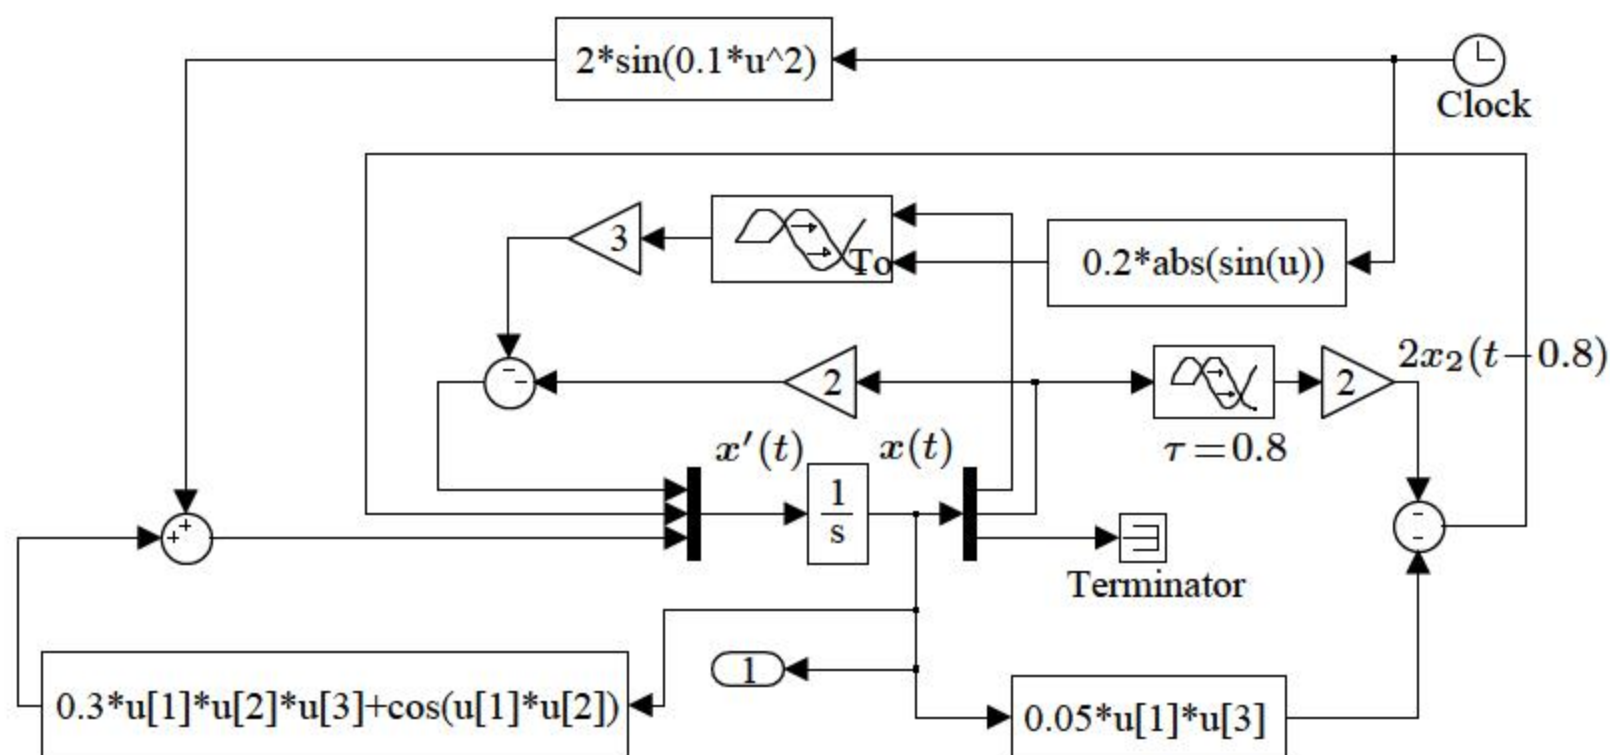 2*sin(0.1*u^2)
Clock
3
To
0.2*abs(sin(u))
- -
2
2
2x₂(t−0.8)
τ=0.8
x′(t)
x(t)
1
s
+ +
- -
Terminator
0.3*u[1]*u[2]*u[3]+cos(u[1]*u[2])
1
0.05*u[1]*u[3]